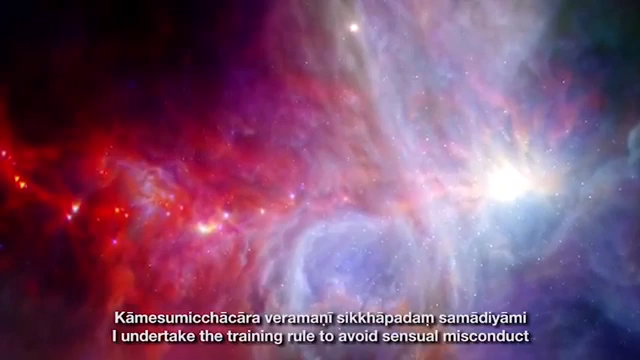 Kāmesumicchācāra veramaṇī sikkhāpadaṃ samādiyāmi
I undertake the training rule to avoid sensual misconduct